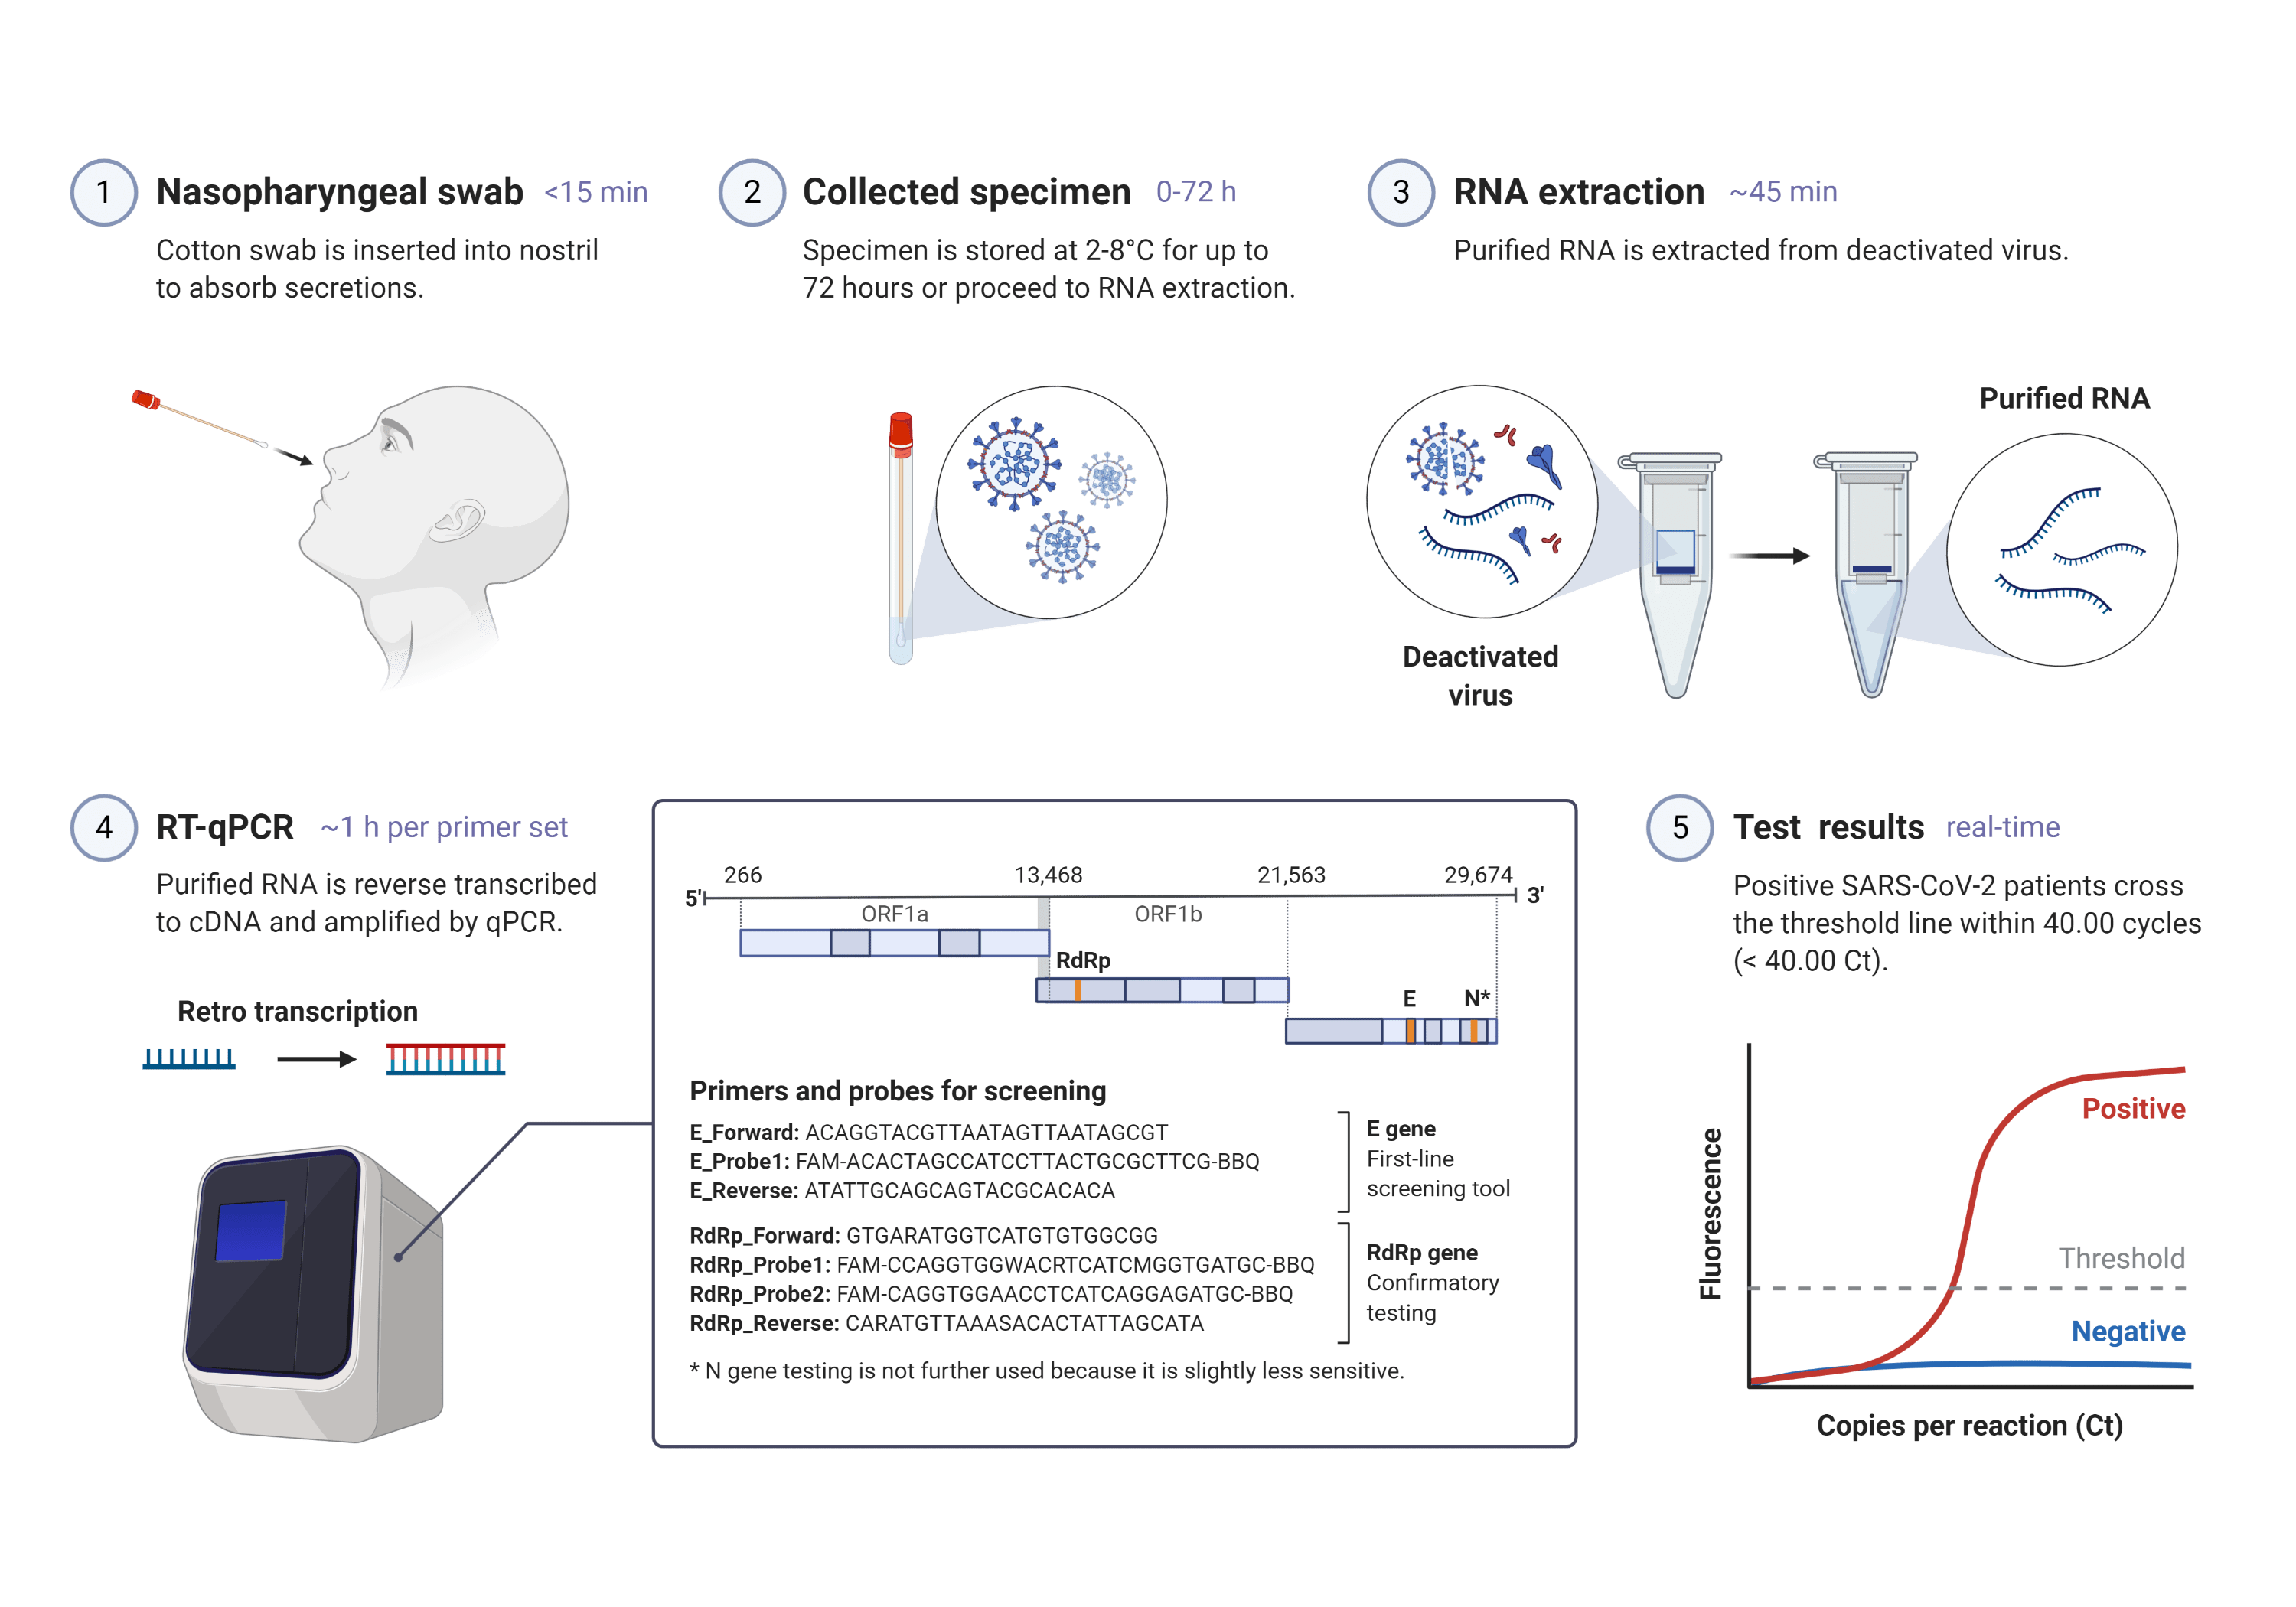 1 Nasopharyngeal swab <15 min
Cotton swab is inserted into nostril
to absorb secretions.
2 Collected specimen 0-72 h
Specimen is stored at 2-8°C for up to
72 hours or proceed to RNA extraction.
3 RNA extraction ~45 min
Purified RNA is extracted from deactivated virus.
Deactivated
virus
Purified RNA
4 RT-qPCR ~1 h per primer set
Purified RNA is reverse transcribed
to cDNA and amplified by qPCR.
Retro transcription
266 13,468 21,563 29,674
5' 3'
ORF1a ORF1b
RdRp
E N*
Primers and probes for screening
E_Forward: ACAGGTACGTTAATAGTTAATAGCGT
E_Probe1: FAM-ACACTAGCCATCCTTACTGCGCTTCG-BBQ
E_Reverse: ATATTGCAGCAGTACGCACACA
E gene
First-line
screening tool
RdRp_Forward: GTGARATGGTCATGTGTGGCGG
RdRp_Probe1: FAM-CCAGGTGGWACRTCATCMGGTGATGC-BBQ
RdRp_Probe2: FAM-CAGGTGGAACCTCATCAGGAGATGC-BBQ
RdRp_Reverse: CARATGTTAAASACACTATTAGCATA
RdRp gene
Confirmatory
testing
* N gene testing is not further used because it is slightly less sensitive.
5 Test results real-time
Positive SARS-CoV-2 patients cross
the threshold line within 40.00 cycles
(< 40.00 Ct).
Fluorescence
Positive
Threshold
Negative
Copies per reaction (Ct)